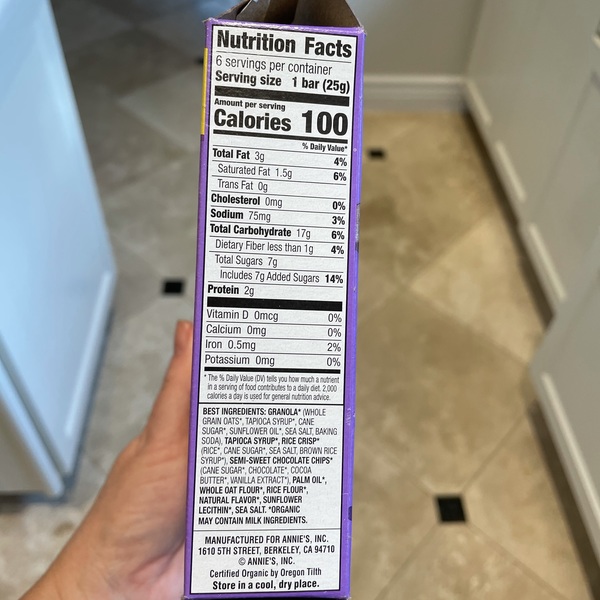 Nutrition Facts
6 servings per container
Serving size 1 bar (25g)
Amount per serving
Calories 100
% Daily Value*
Total Fat 3g 4%
Saturated Fat 1.5g 6%
Trans Fat 0g
Cholesterol 0mg 0%
Sodium 75mg 3%
Total Carbohydrate 17g 6%
Dietary Fiber less than 1g 4%
Total Sugars 7g
Includes 7g Added Sugars 14%
Protein 2g
Vitamin D 0mcg 0%
Calcium 0mg 0%
Iron 0.5mg 2%
Potassium 0mg 0%
* The % Daily Value (DV) tells you how much a nutrient
in a serving of food contributes to a daily diet. 2,000
calories a day is used for general nutrition advice.
BEST INGREDIENTS: GRANOLA* (WHOLE
GRAIN OATS*, TAPIOCA SYRUP*, CANE
SUGAR*, SUNFLOWER OIL*, SEA SALT, BAKING
SODA), TAPIOCA SYRUP*, RICE CRISP*
(RICE*, CANE SUGAR*, SEA SALT, BROWN RICE
SYRUP*), SEMI-SWEET CHOCOLATE CHIPS*
(CANE SUGAR*, CHOCOLATE*, COCOA
BUTTER*, VANILLA EXTRACT*), PALM OIL*,
WHOLE OAT FLOUR*, RICE FLOUR*,
NATURAL FLAVOR*, SUNFLOWER
LECITHIN*, SEA SALT. *ORGANIC
MAY CONTAIN MILK INGREDIENTS.
MANUFACTURED FOR ANNIE'S, INC.
1610 5TH STREET, BERKELEY, CA 94710
© ANNIE'S, INC.
Certified Organic by Oregon Tilth
Store in a cool, dry place.